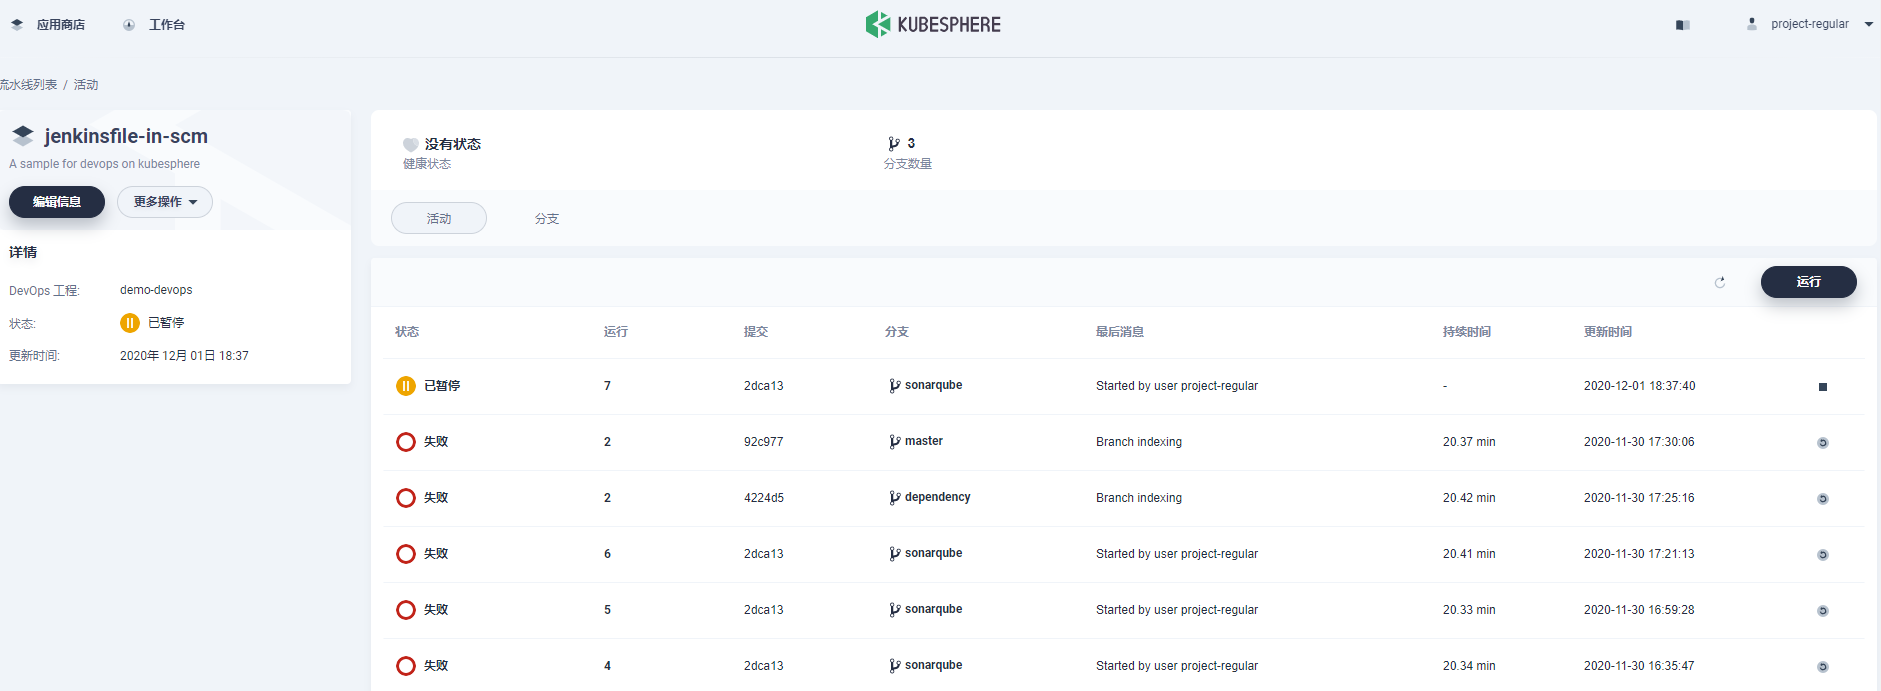 应用商店 工作台 KUBESPHERE project-regular
流水线列表 / 活动
jenkinsfile-in-scm
A sample for devops on kubesphere
编辑信息 更多操作
详情
DevOps 工程: demo-devops
状态: 已暂停
更新时间: 2020年 12月 01日 18:37
没有状态 3
健康状态 分支数量
活动 分支
运行
状态 运行 提交 分支 最后消息 持续时间 更新时间
已暂停 7 2dca13 sonarqube Started by user project-regular - 2020-12-01 18:37:40
失败 2 92c977 master Branch indexing 20.37 min 2020-11-30 17:30:06
失败 2 4224d5 dependency Branch indexing 20.42 min 2020-11-30 17:25:16
失败 6 2dca13 sonarqube Started by user project-regular 20.41 min 2020-11-30 17:21:13
失败 5 2dca13 sonarqube Started by user project-regular 20.33 min 2020-11-30 16:59:28
失败 4 2dca13 sonarqube Started by user project-regular 20.34 min 2020-11-30 16:35:47